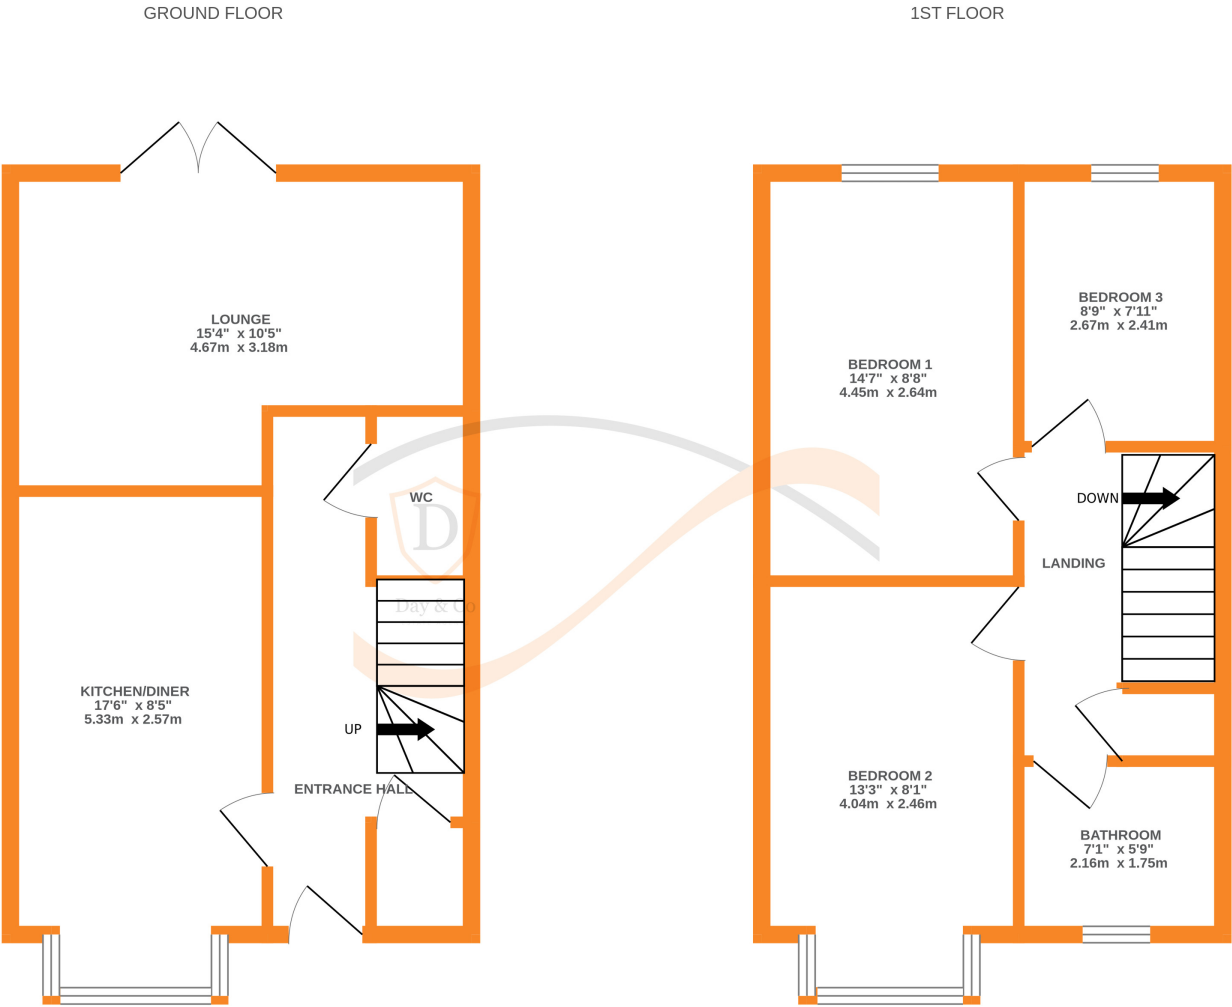 GROUND FLOOR
1ST FLOOR
LOUNGE
15'4" x 10'5"
4.67m x 3.18m
WC
D
Day & Co
KITCHEN/DINER
17'6" x 8'5"
5.33m x 2.57m
UP
ENTRANCE HALL
BEDROOM 3
8'9" x 7'11"
2.67m x 2.41m
BEDROOM 1
14'7" x 8'8"
4.45m x 2.64m
DOWN
LANDING
BEDROOM 2
13'3" x 8'1"
4.04m x 2.46m
BATHROOM
7'1" x 5'9"
2.16m x 1.75m